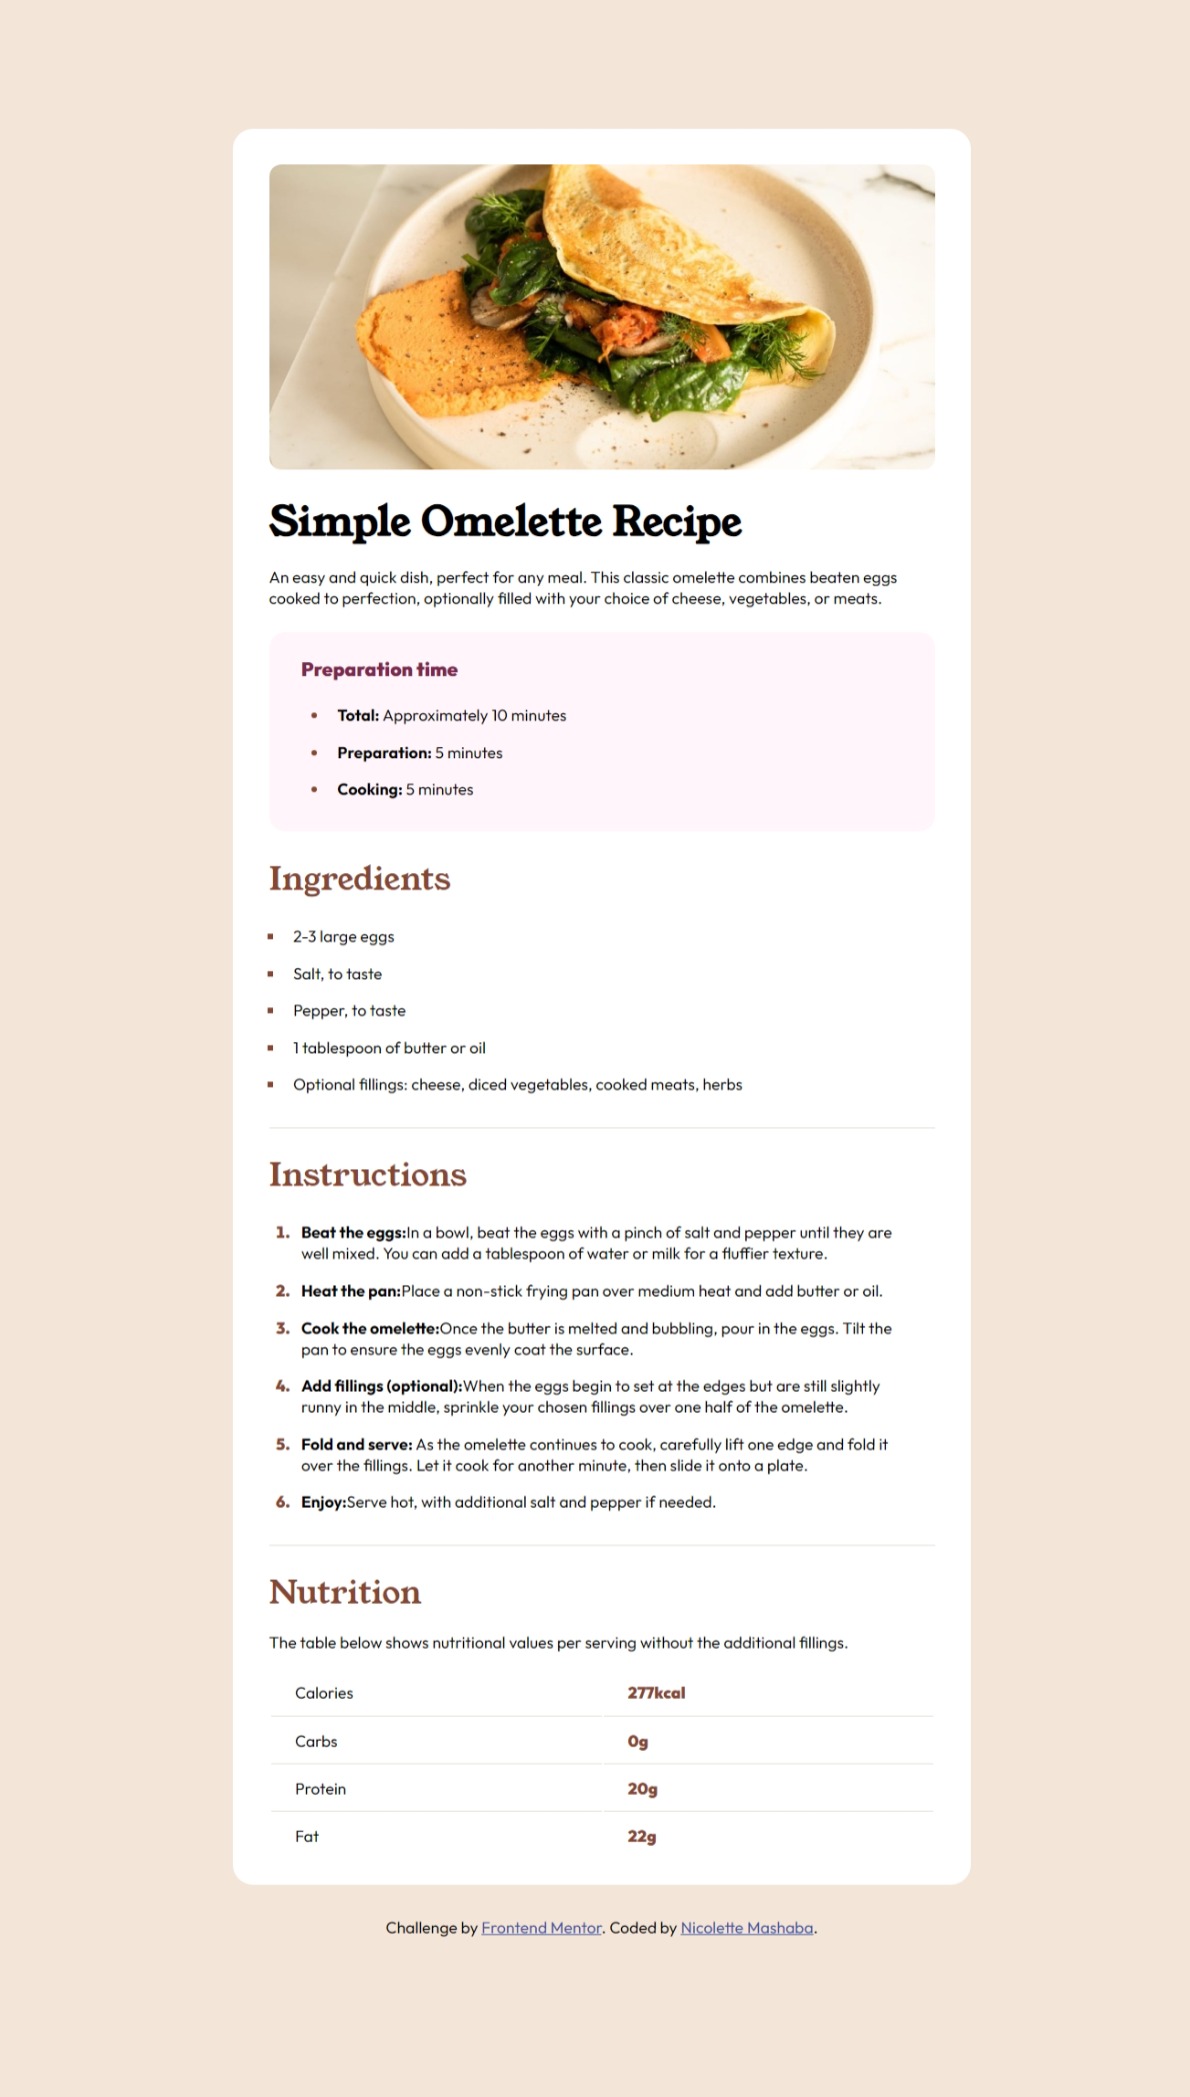 Simple Omelette Recipe
An easy and quick dish, perfect for any meal. This classic omelette combines beaten eggs
cooked to perfection, optionally filled with your choice of cheese, vegetables, or meats.
Preparation time
• Total: Approximately 10 minutes
• Preparation: 5 minutes
• Cooking: 5 minutes
Ingredients
▪ 2-3 large eggs
▪ Salt, to taste
▪ Pepper, to taste
▪ 1 tablespoon of butter or oil
▪ Optional fillings: cheese, diced vegetables, cooked meats, herbs
Instructions
1. Beat the eggs:In a bowl, beat the eggs with a pinch of salt and pepper until they are
well mixed. You can add a tablespoon of water or milk for a fluffier texture.
2. Heat the pan:Place a non-stick frying pan over medium heat and add butter or oil.
3. Cook the omelette:Once the butter is melted and bubbling, pour in the eggs. Tilt the
pan to ensure the eggs evenly coat the surface.
4. Add fillings (optional):When the eggs begin to set at the edges but are still slightly
runny in the middle, sprinkle your chosen fillings over one half of the omelette.
5. Fold and serve: As the omelette continues to cook, carefully lift one edge and fold it
over the fillings. Let it cook for another minute, then slide it onto a plate.
6. Enjoy:Serve hot, with additional salt and pepper if needed.
Nutrition
The table below shows nutritional values per serving without the additional fillings.
Calories 277kcal
Carbs 0g
Protein 20g
Fat 22g
Challenge by Frontend Mentor. Coded by Nicolette Mashaba.